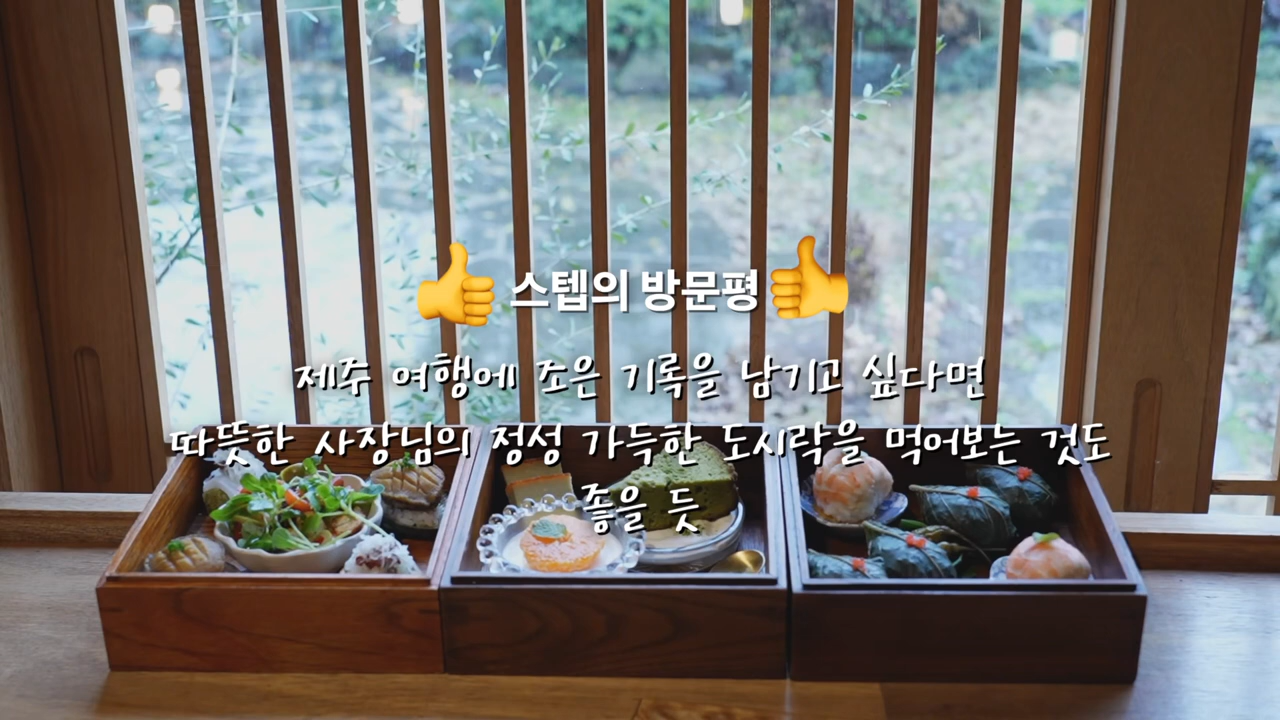 스텝의 방문평
제주 여행에 조은 기록을 남기고 싶다면
따뜻한 사장님의 정성 가득한 도시락을 먹어보는 것도
좋을 듯